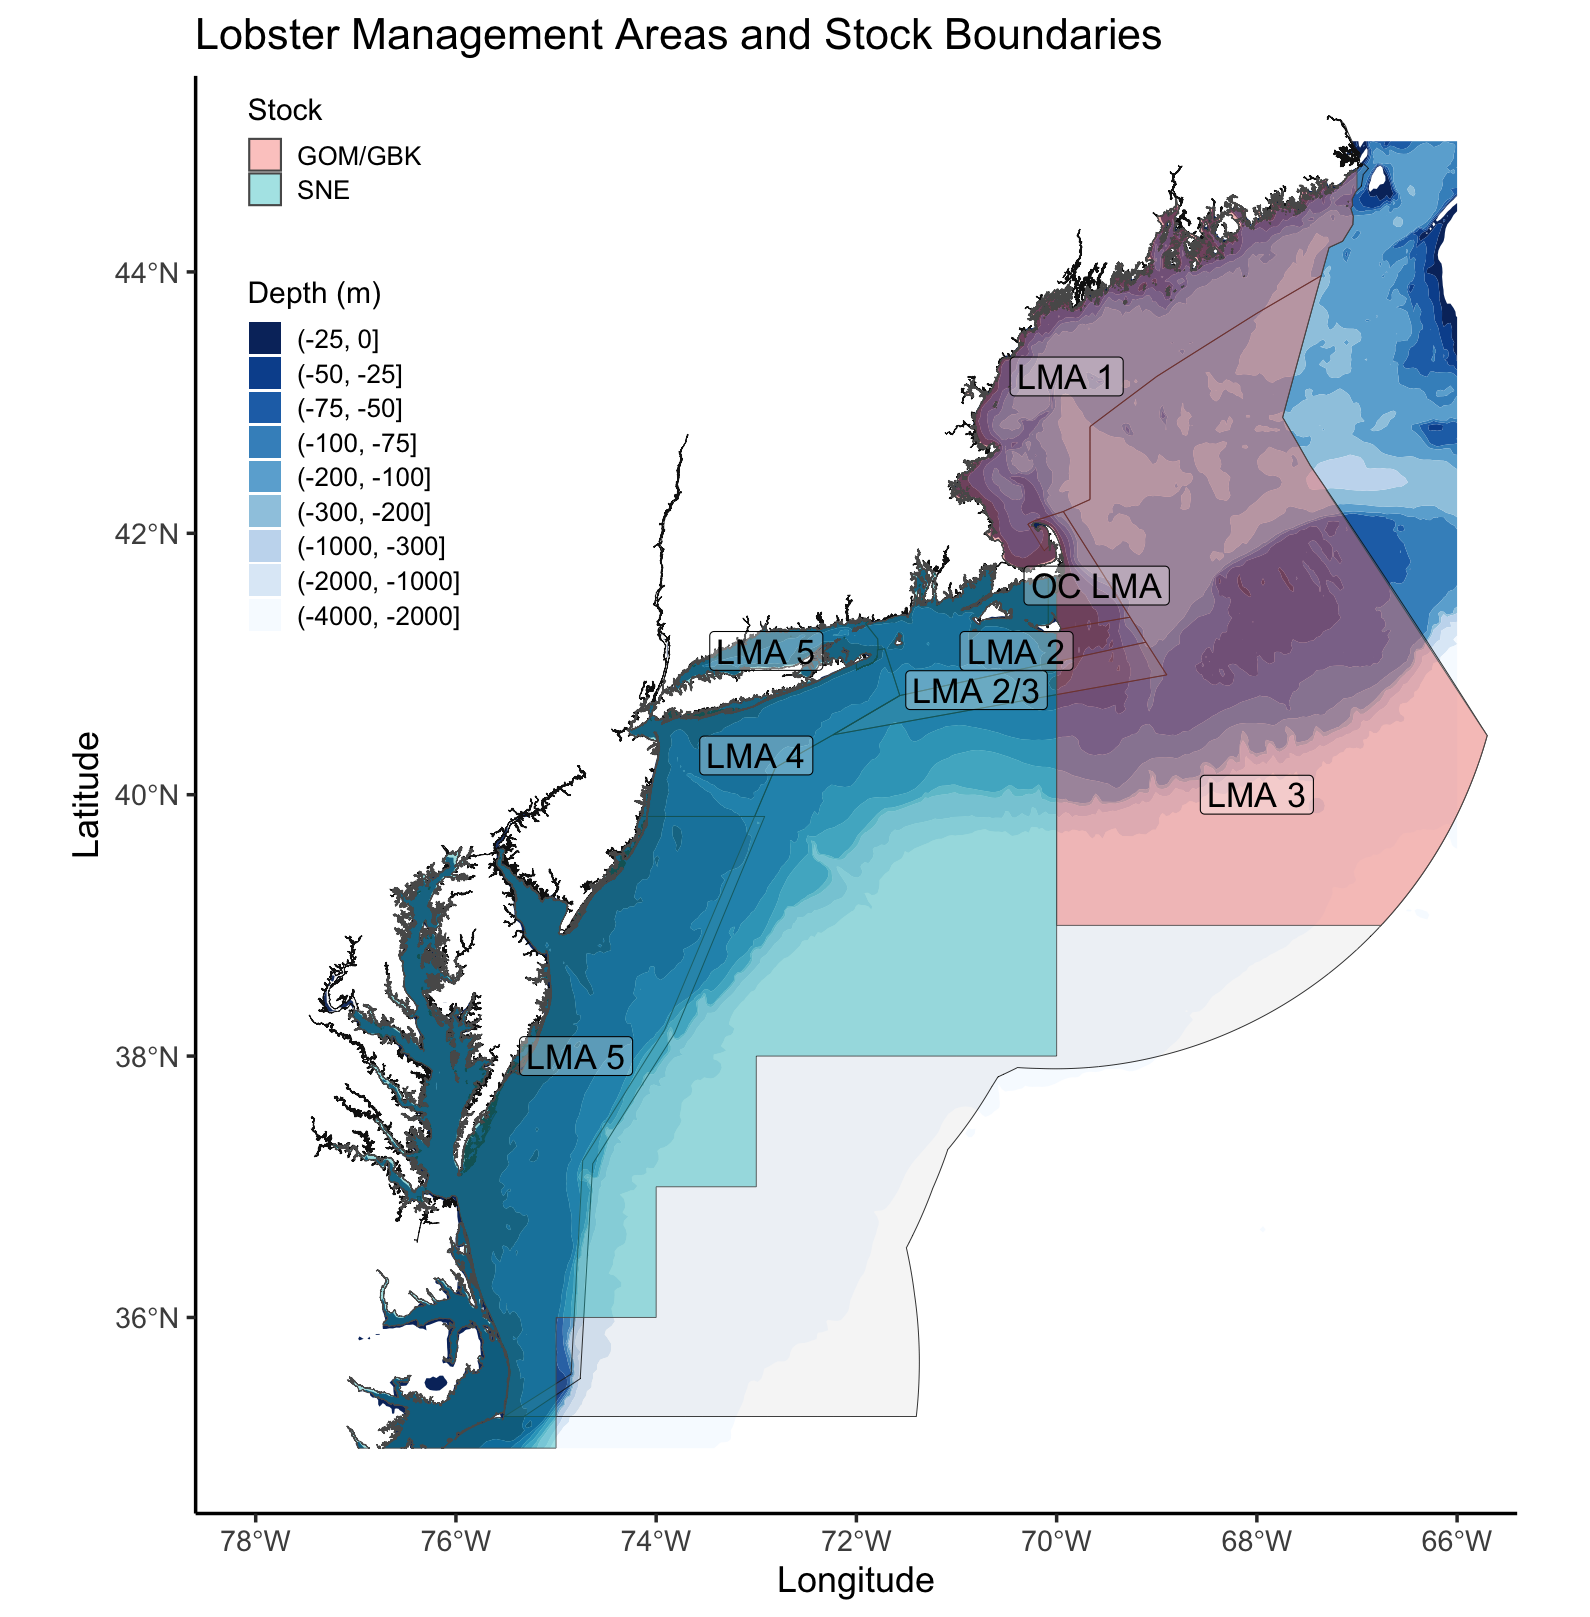 Lobster Management Areas and Stock Boundaries
Stock
GOM/GBK
SNE
Depth (m)
(-25, 0]
(-50, -25]
(-75, -50]
(-100, -75]
(-200, -100]
(-300, -200]
(-1000, -300]
(-2000, -1000]
(-4000, -2000]
LMA 1
OC LMA
LMA 5
LMA 2
LMA 2/3
LMA 4
LMA 3
LMA 5
Latitude
44°N
42°N
40°N
38°N
36°N
78°W
76°W
74°W
72°W
70°W
68°W
66°W
Longitude